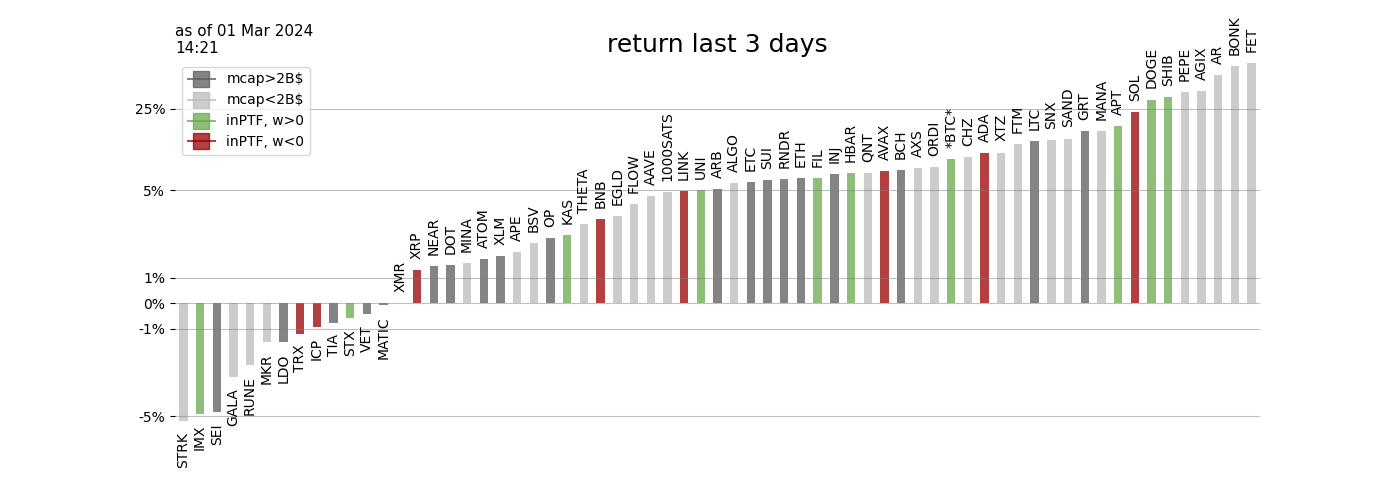 as of 01 Mar 2024
14:21
return last 3 days
mcap>2B$
mcap<2B$
inPTF, w>0
inPTF, w<0
25%
5%
1%
0%
-1%
-5%
STRK
IMX
SEI
GALA
RUNE
MKR
LDO
TRX
ICP
TIA
STX
VET
MATIC
XMR
XRP
NEAR
DOT
MINA
ATOM
XLM
APE
BSV
OP
KAS
THETA
BNB
EGLD
FLOW
AAVE
1000SATS
LINK
UNI
ARB
ALGO
ETC
SUI
RNDR
ETH
FIL
INJ
HBAR
QNT
AVAX
BCH
AXS
ORDI
*BTC*
CHZ
ADA
XTZ
FTM
LTC
SNX
SAND
GRT
MANA
APT
SOL
DOGE
SHIB
PEPE
AGIX
AR
BONK
FET